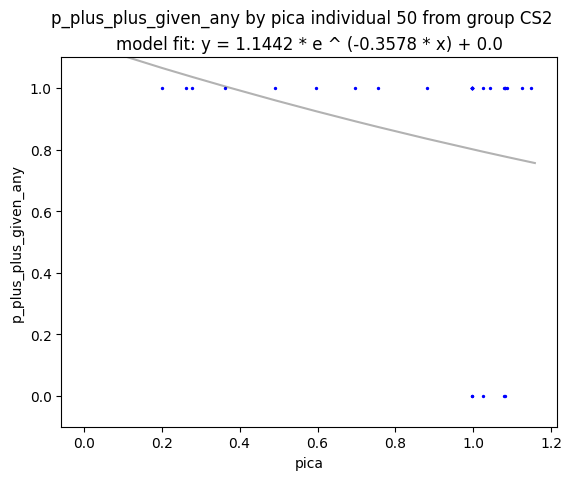 p_plus_plus_given_any by pica individual 50 from group CS2
model fit: y = 1.1442 * e ^ (-0.3578 * x) + 0.0
1.0
0.8
0.6
0.4
0.2
0.0
p_plus_plus_given_any
0.0 0.2 0.4 0.6 0.8 1.0 1.2
pica